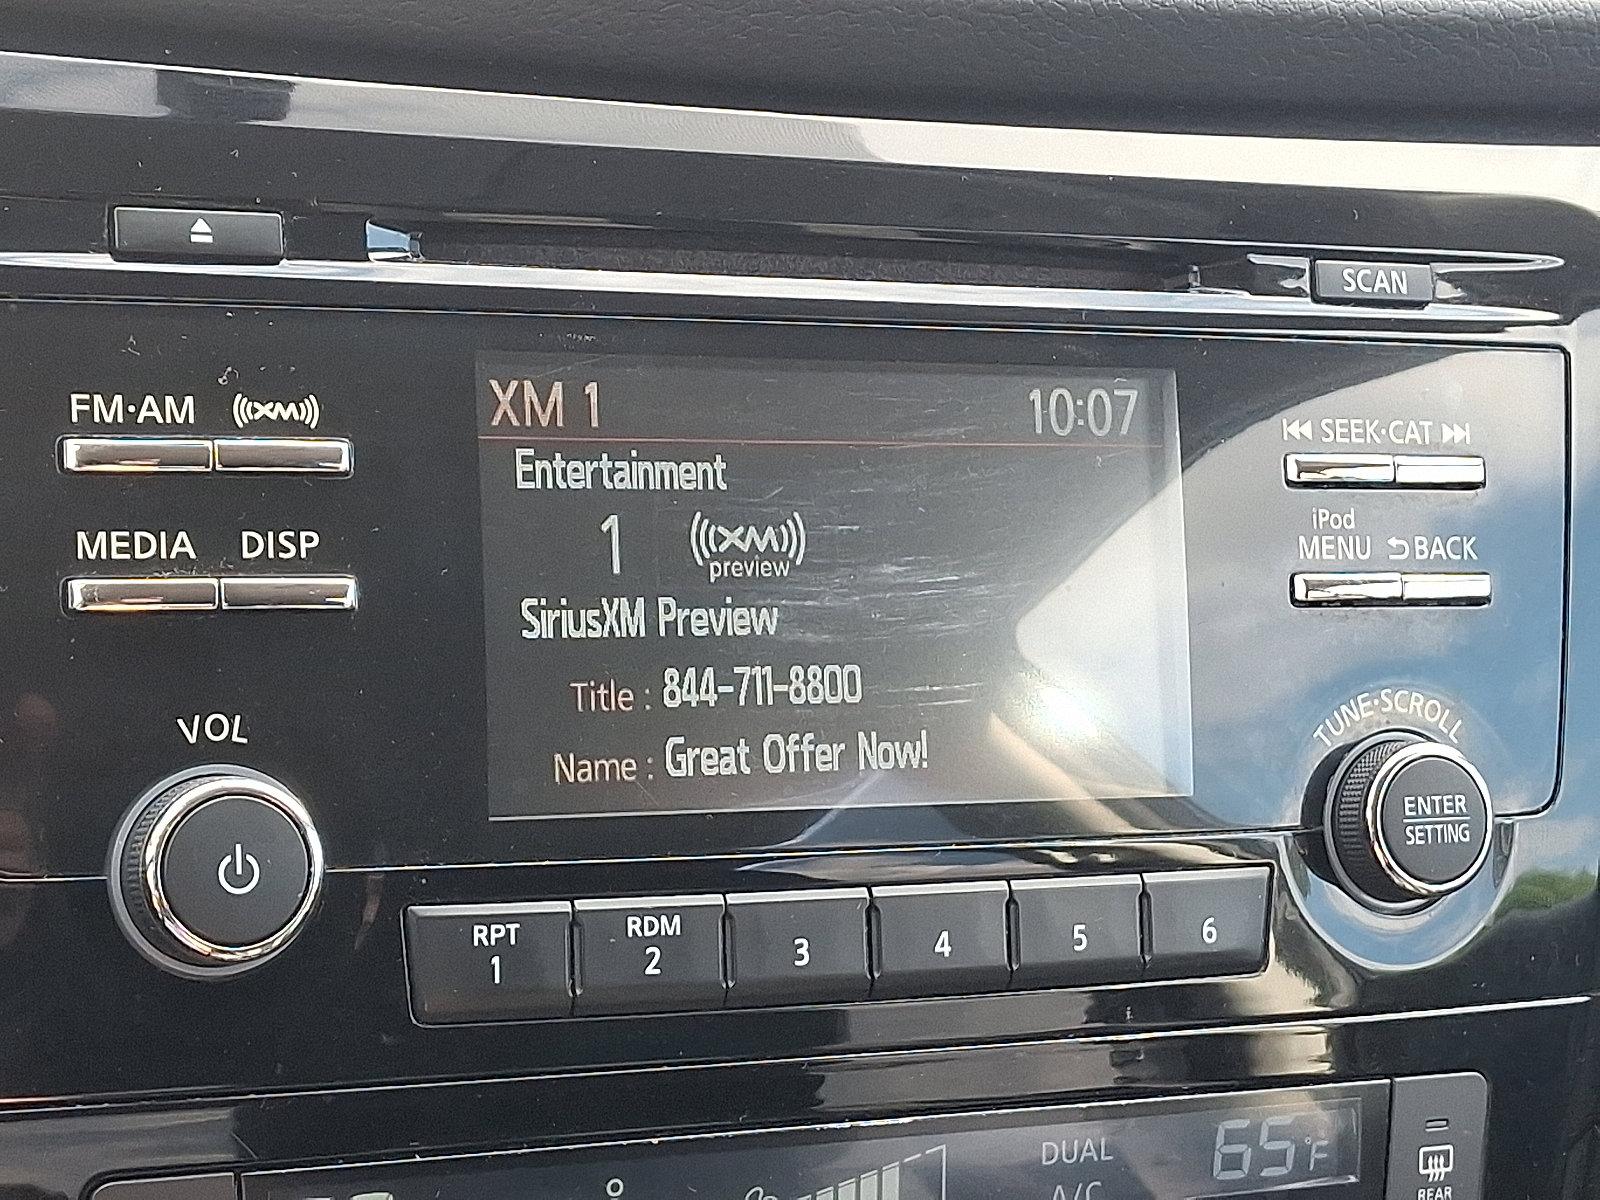 SCAN
FM·AM
XM
MEDIA DISP
VOL
XM 1 10:07
Entertainment
1 XM
preview
SiriusXM Preview
Title : 844-711-8800
Name : Great Offer Now!
SEEK·CAT
iPod
MENU BACK
TUNE·SCROLL
ENTER
SETTING
RPT
1
RDM
2
3
4
5
6
DUAL
A/C
65°F
REAR